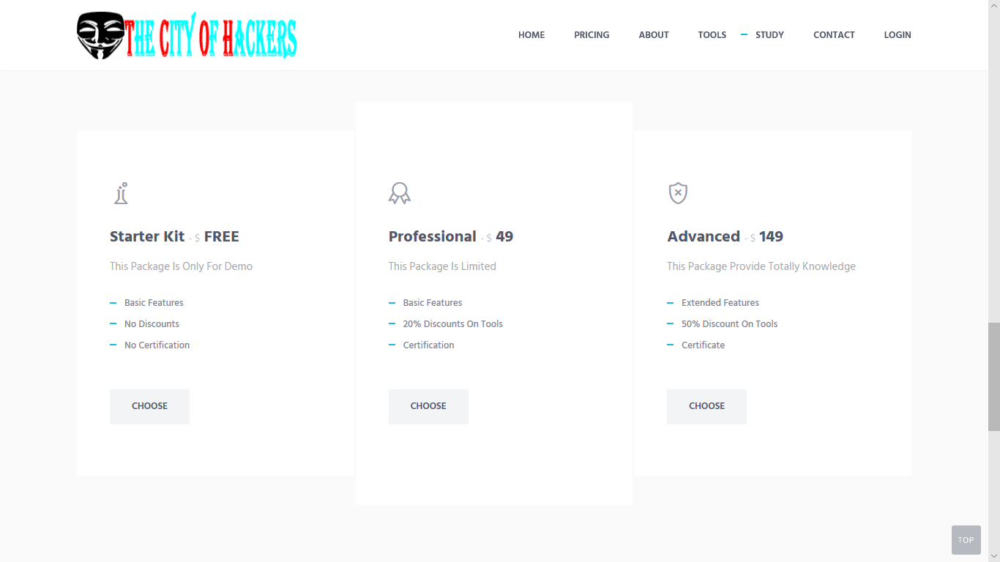 THE CITY OF HACKERS
HOME PRICING ABOUT TOOLS STUDY CONTACT LOGIN
Starter Kit - $ FREE
This Package Is Only For Demo
Basic Features
No Discounts
No Certification
CHOOSE
Professional - $ 49
This Package Is Limited
Basic Features
20% Discounts On Tools
Certification
CHOOSE
Advanced - $ 149
This Package Provide Totally Knowledge
Extended Features
50% Discount On Tools
Certificate
CHOOSE
TOP